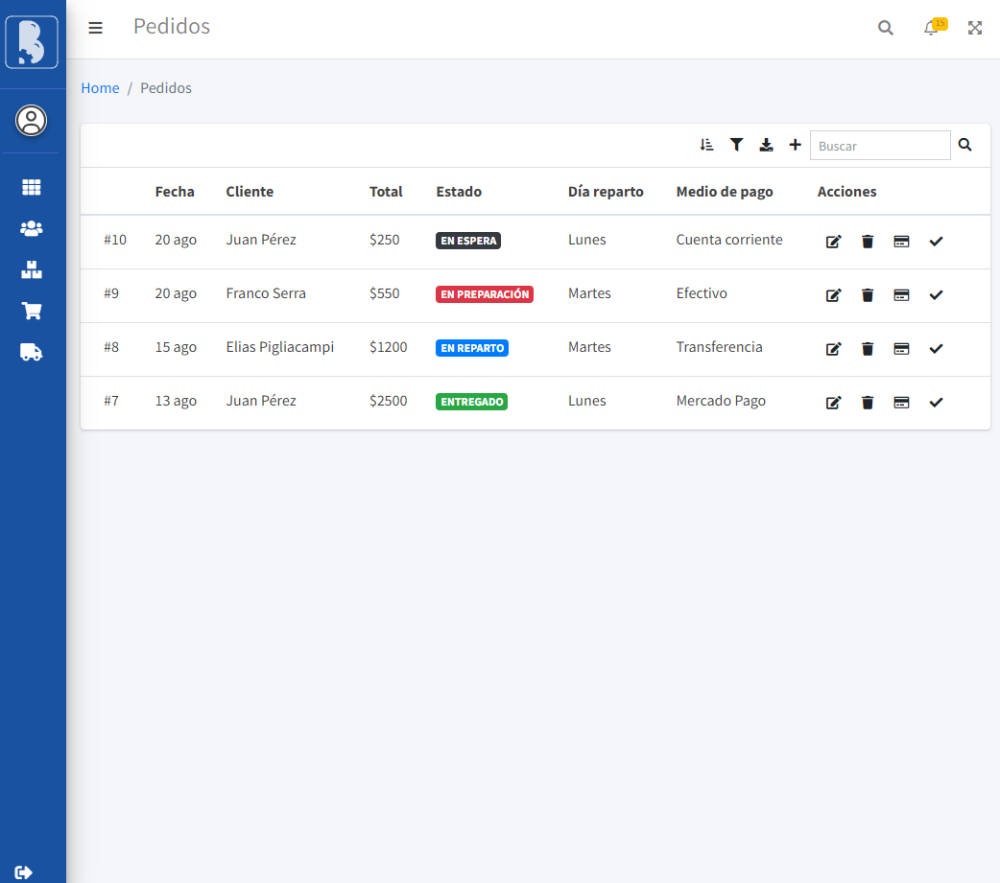 Pedidos
15
Home / Pedidos
Buscar
Fecha Cliente Total Estado Día reparto Medio de pago Acciones
#10 20 ago Juan Pérez $250 EN ESPERA Lunes Cuenta corriente
#9 20 ago Franco Serra $550 EN PREPARACIÓN Martes Efectivo
#8 15 ago Elias Pigliacampi $1200 EN REPARTO Martes Transferencia
#7 13 ago Juan Pérez $2500 ENTREGADO Lunes Mercado Pago